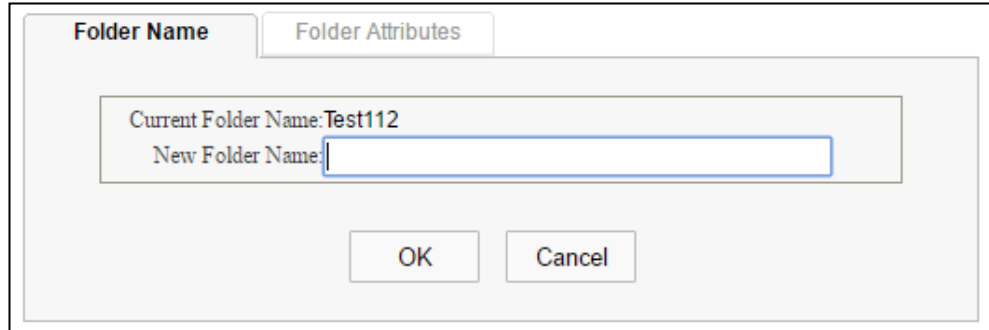 Folder Name Folder Attributes
Current Folder Name:Test112
New Folder Name:
OK Cancel